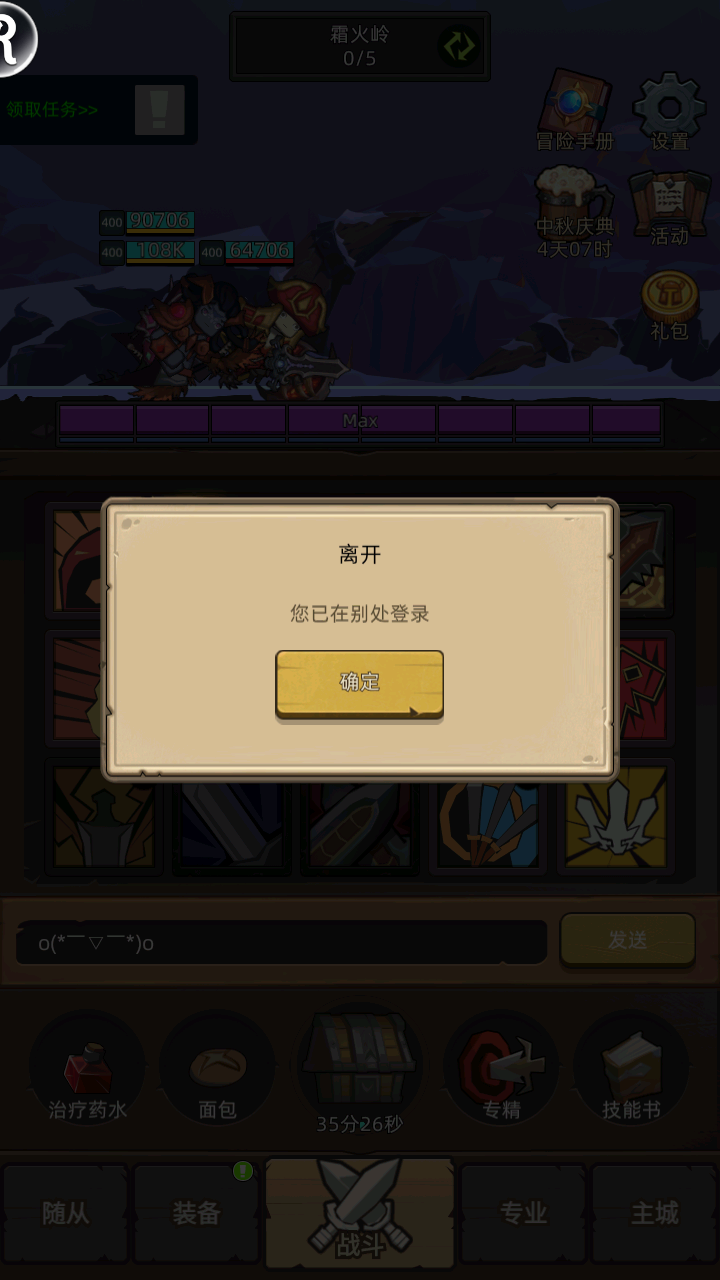 R
霜火岭
0/5
领取任务>>
冒险手册
设置
中秋庆典
4天07时
活动
礼包
400 90706
400 108K
400 64706
Max
离开
您已在别处登录
确定
o(*￣▽￣*)o
发送
治疗药水
面包
35分26秒
专精
技能书
随从
装备
战斗
专业
主城